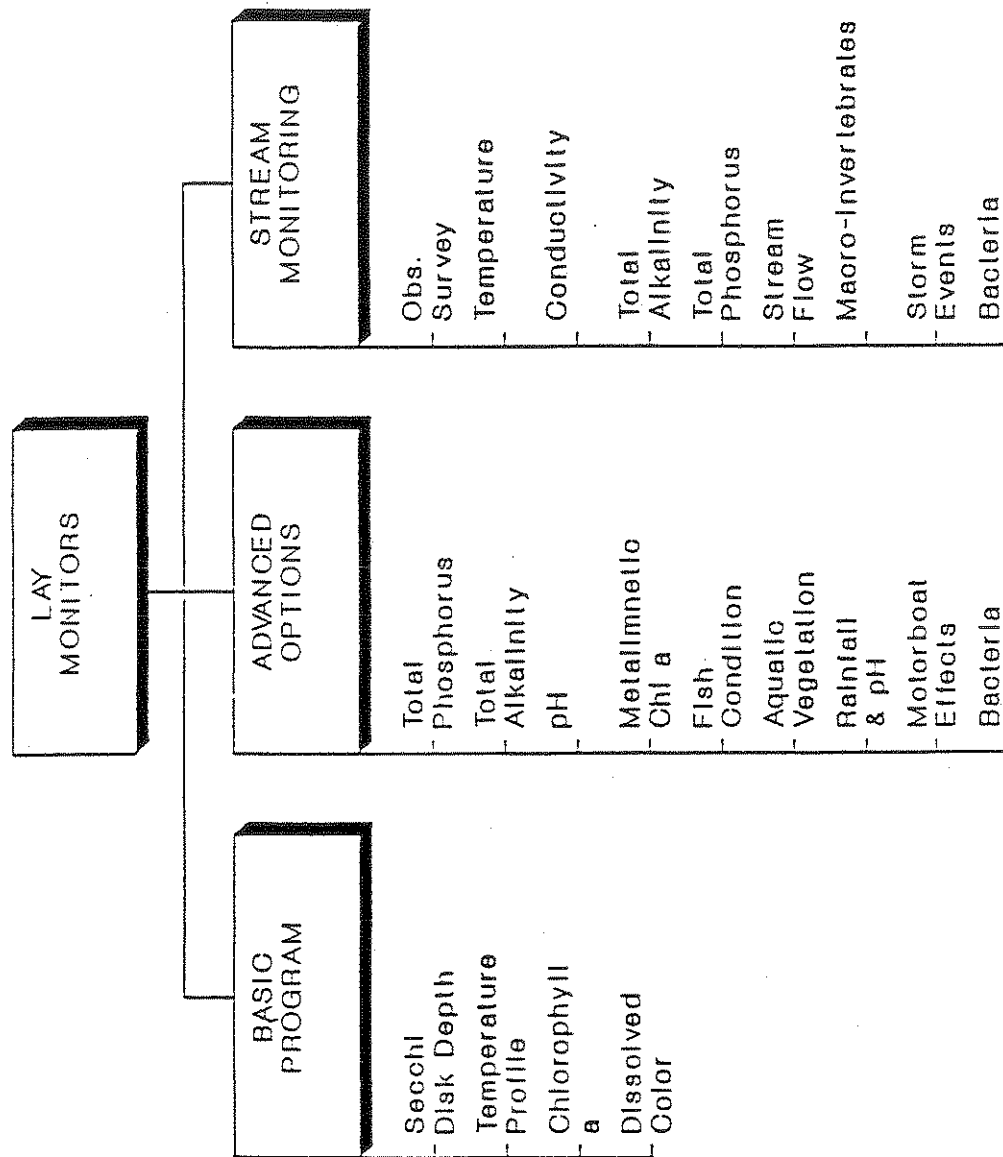 LAY
MONITORS
BASIC
PROGRAM
Secchi
Disk Depth
Temperature
Profile
Chlorophyll
a
Dissolved
Color
ADVANCED
OPTIONS
Total
Phosphorus
Total
Alkalinity
pH
Metalimnetic
Chl a
Fish
Condition
Aquatic
Vegetation
Rainfall
& pH
Motorboat
Effects
Bacteria
STREAM
MONITORING
Obs.
Survey
Temperature
Conductivity
Total
Alkalinity
Total
Phosphorus
Stream
Flow
Macro-Invertebrates
Storm
Events
Bacteria